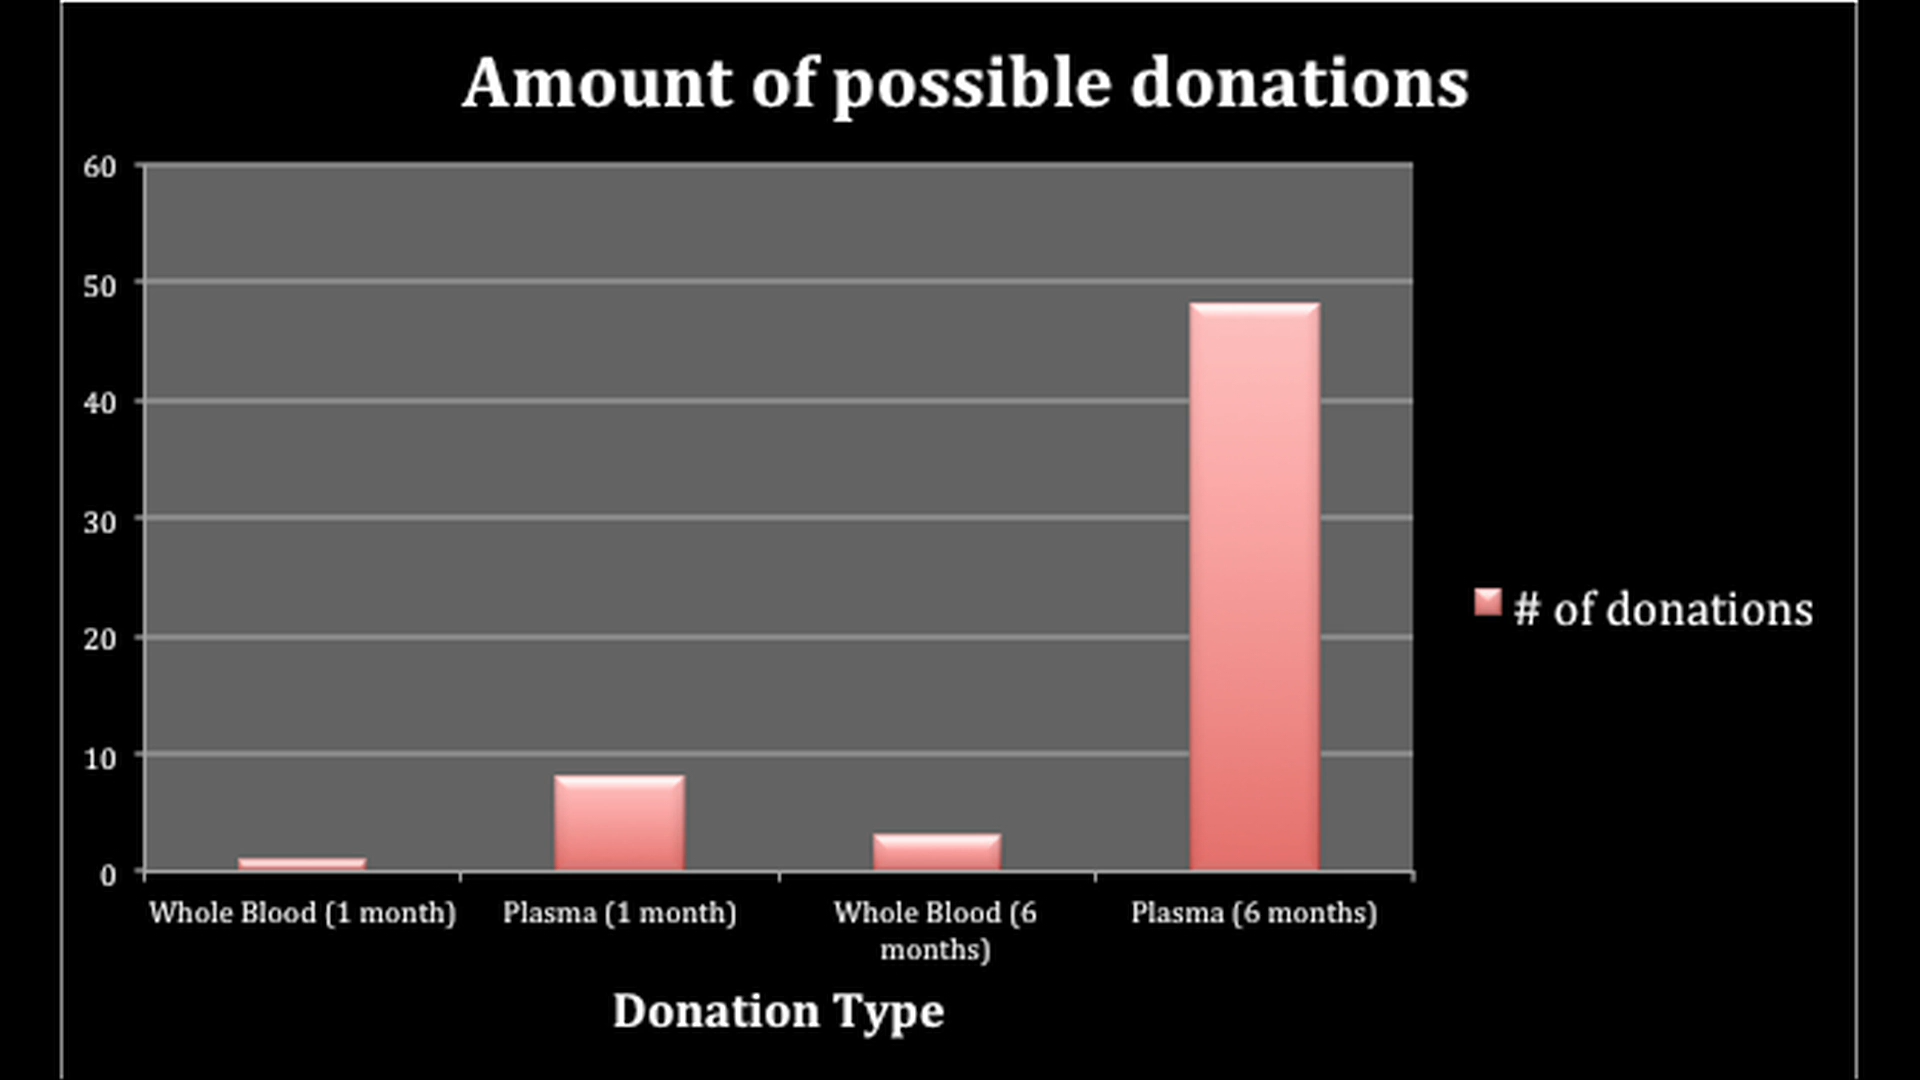 Amount of possible donations
60
50
40
30
20
10
0
Whole Blood (1 month)
Plasma (1 month)
Whole Blood (6
months)
Plasma (6 months)
Donation Type
# of donations